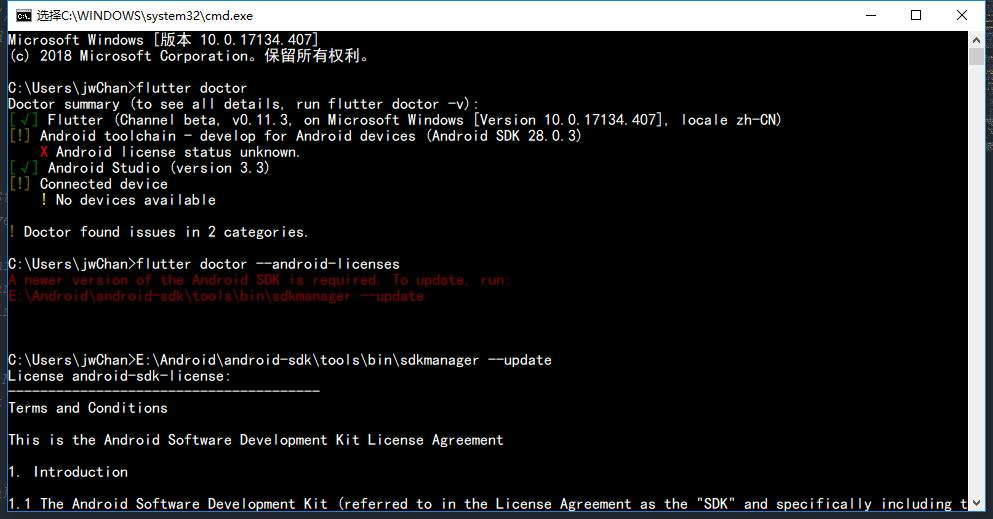 选择C:\WINDOWS\system32\cmd.exe
Microsoft Windows [版本 10.0.17134.407]
(c) 2018 Microsoft Corporation。保留所有权利。
C:\Users\jwChan>flutter doctor
Doctor summary (to see all details, run flutter doctor -v):
[√] Flutter (Channel beta, v0.11.3, on Microsoft Windows [Version 10.0.17134.407], locale zh-CN)
[!] Android toolchain - develop for Android devices (Android SDK 28.0.3)
X Android license status unknown.
[√] Android Studio (version 3.3)
[!] Connected device
! No devices available
! Doctor found issues in 2 categories.
C:\Users\jwChan>flutter doctor --android-licenses
A newer version of the Android SDK is required. To update, run:
E:\Android\android-sdk\tools\bin\sdkmanager --update
C:\Users\jwChan>E:\Android\android-sdk\tools\bin\sdkmanager --update
License android-sdk-license:
---------------------------------------
Terms and Conditions
This is the Android Software Development Kit License Agreement
1. Introduction
1.1 The Android Software Development Kit (referred to in the License Agreement as the "SDK" and specifically including t